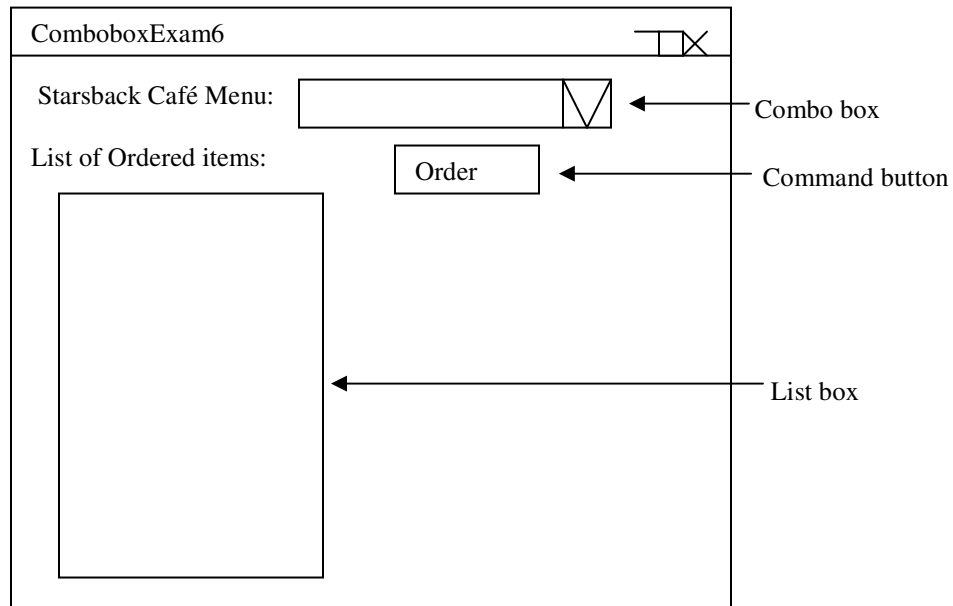 ComboboxExam6
Starsback Café Menu:
Combo box
List of Ordered items:
Order
Command button
List box